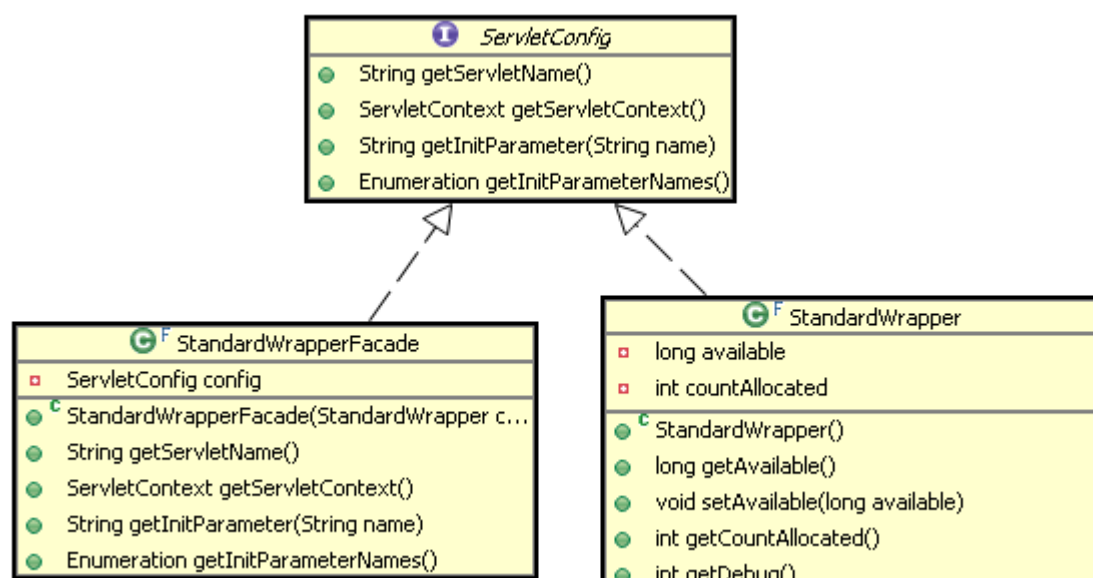 I ServletConfig
String getServletName()
ServletContext getServletContext()
String getInitParameter(String name)
Enumeration getInitParameterNames()
C F StandardWrapperFacade
ServletConfig config
C StandardWrapperFacade(StandardWrapper c...
String getServletName()
ServletContext getServletContext()
String getInitParameter(String name)
Enumeration getInitParameterNames()
C F StandardWrapper
long available
int countAllocated
C StandardWrapper()
long getAvailable()
void setAvailable(long available)
int getCountAllocated()
int getDebug()